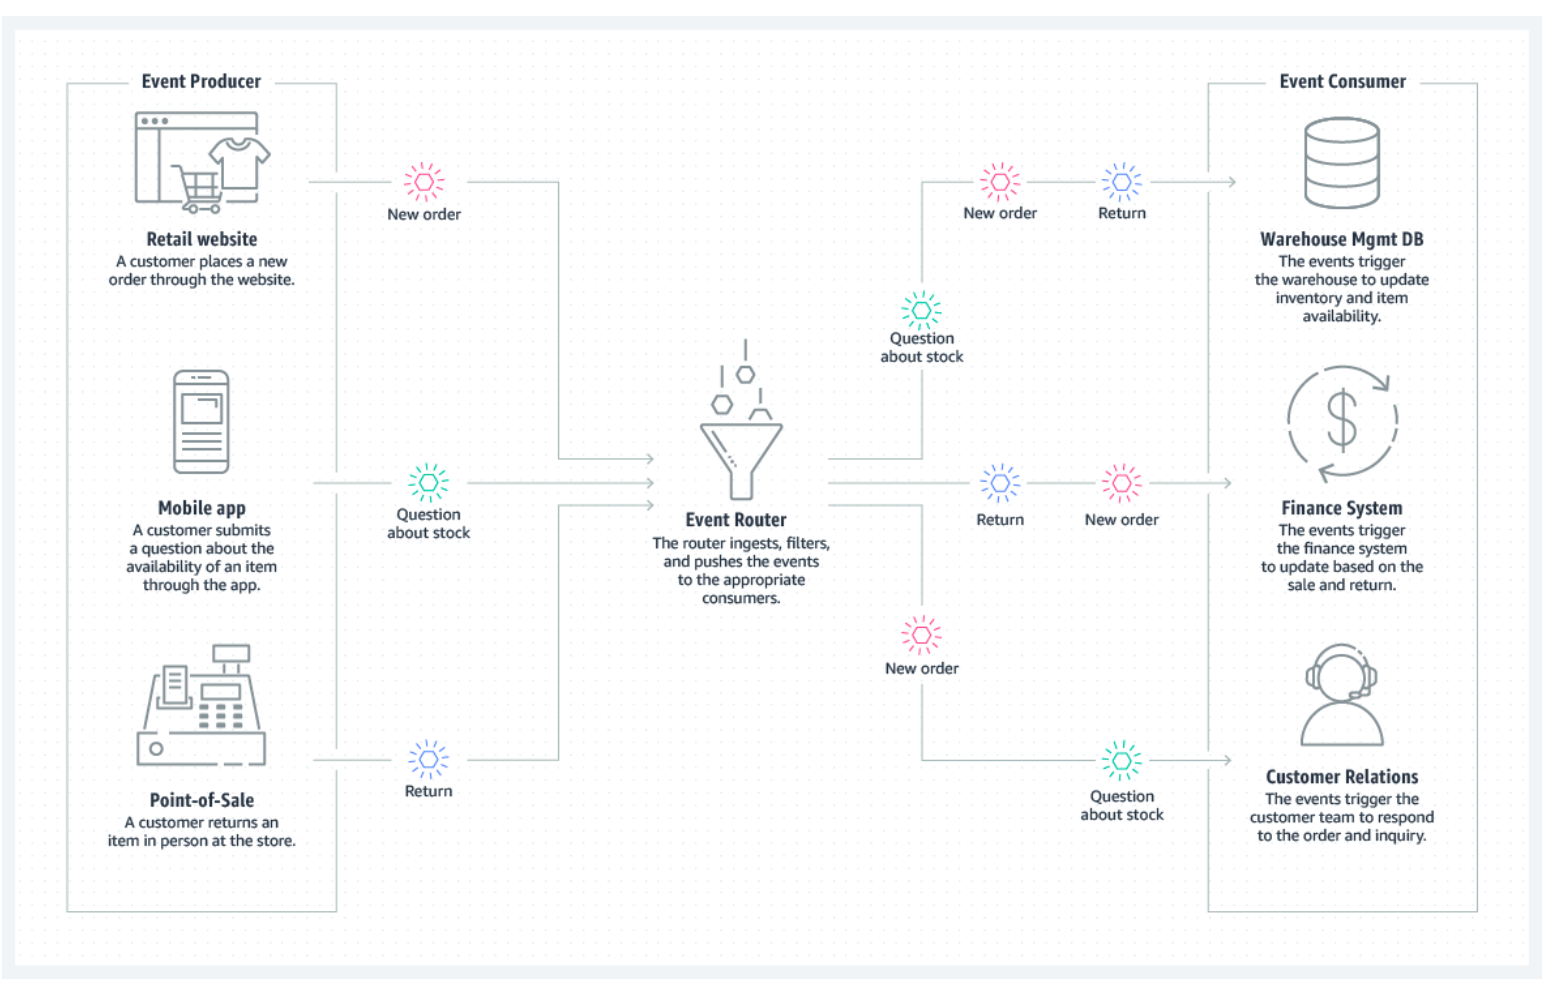 Event Producer
Retail website
A customer places a new
order through the website.
Mobile app
A customer submits
a question about the
availability of an item
through the app.
Point-of-Sale
A customer returns an
item in person at the store.
New order
Question
about stock
Return
Event Router
The router ingests, filters,
and pushes the events
to the appropriate
consumers.
New order
Return
Question
about stock
Return
New order
New order
Question
about stock
Event Consumer
Warehouse Mgmt DB
The events trigger
the warehouse to update
inventory and item
availability.
Finance System
The events trigger
the finance system
to update based on the
sale and return.
Customer Relations
The events trigger the
customer team to respond
to the order and inquiry.